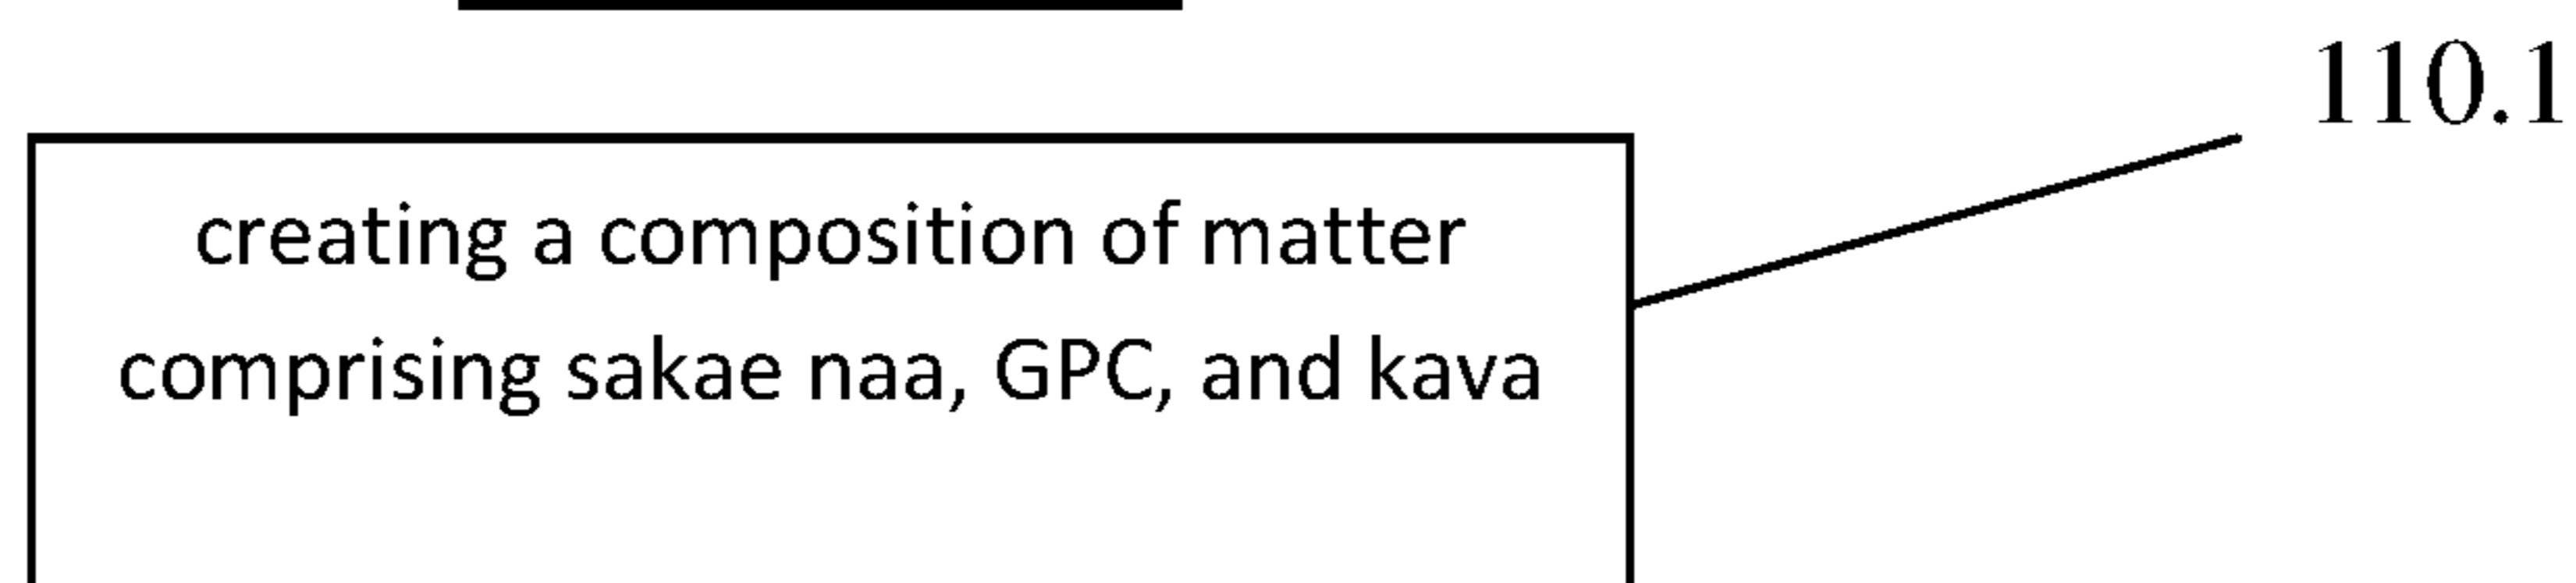 110.1
creating a composition of matter
comprising sakae naa, GPC, and kava